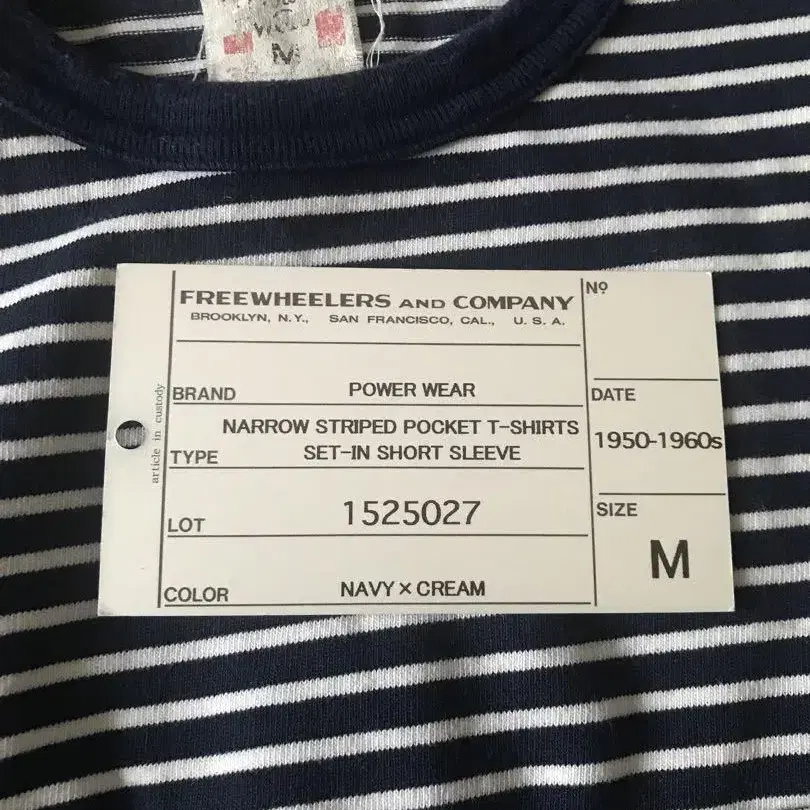 M
FREEWHEELERS AND COMPANY
BROOKLYN, N.Y., SAN FRANCISCO, CAL., U. S. A.
Nº
BRAND POWER WEAR
DATE
1950-1960s
TYPE NARROW STRIPED POCKET T-SHIRTS
SET-IN SHORT SLEEVE
LOT 1525027
SIZE
M
COLOR NAVY × CREAM
article in custody